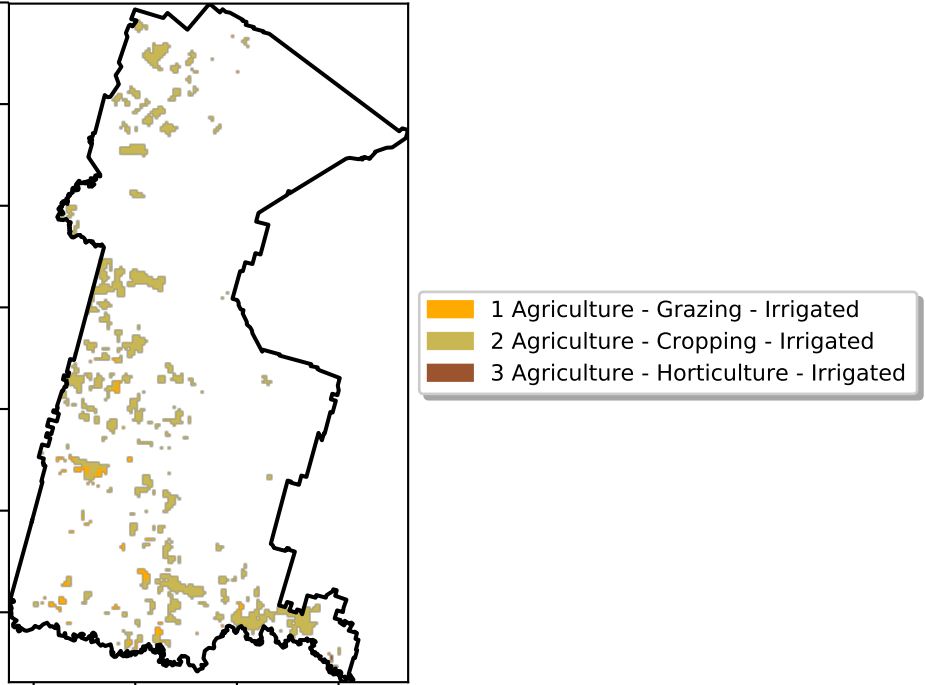 1 Agriculture - Grazing - Irrigated
2 Agriculture - Cropping - Irrigated
3 Agriculture - Horticulture - Irrigated